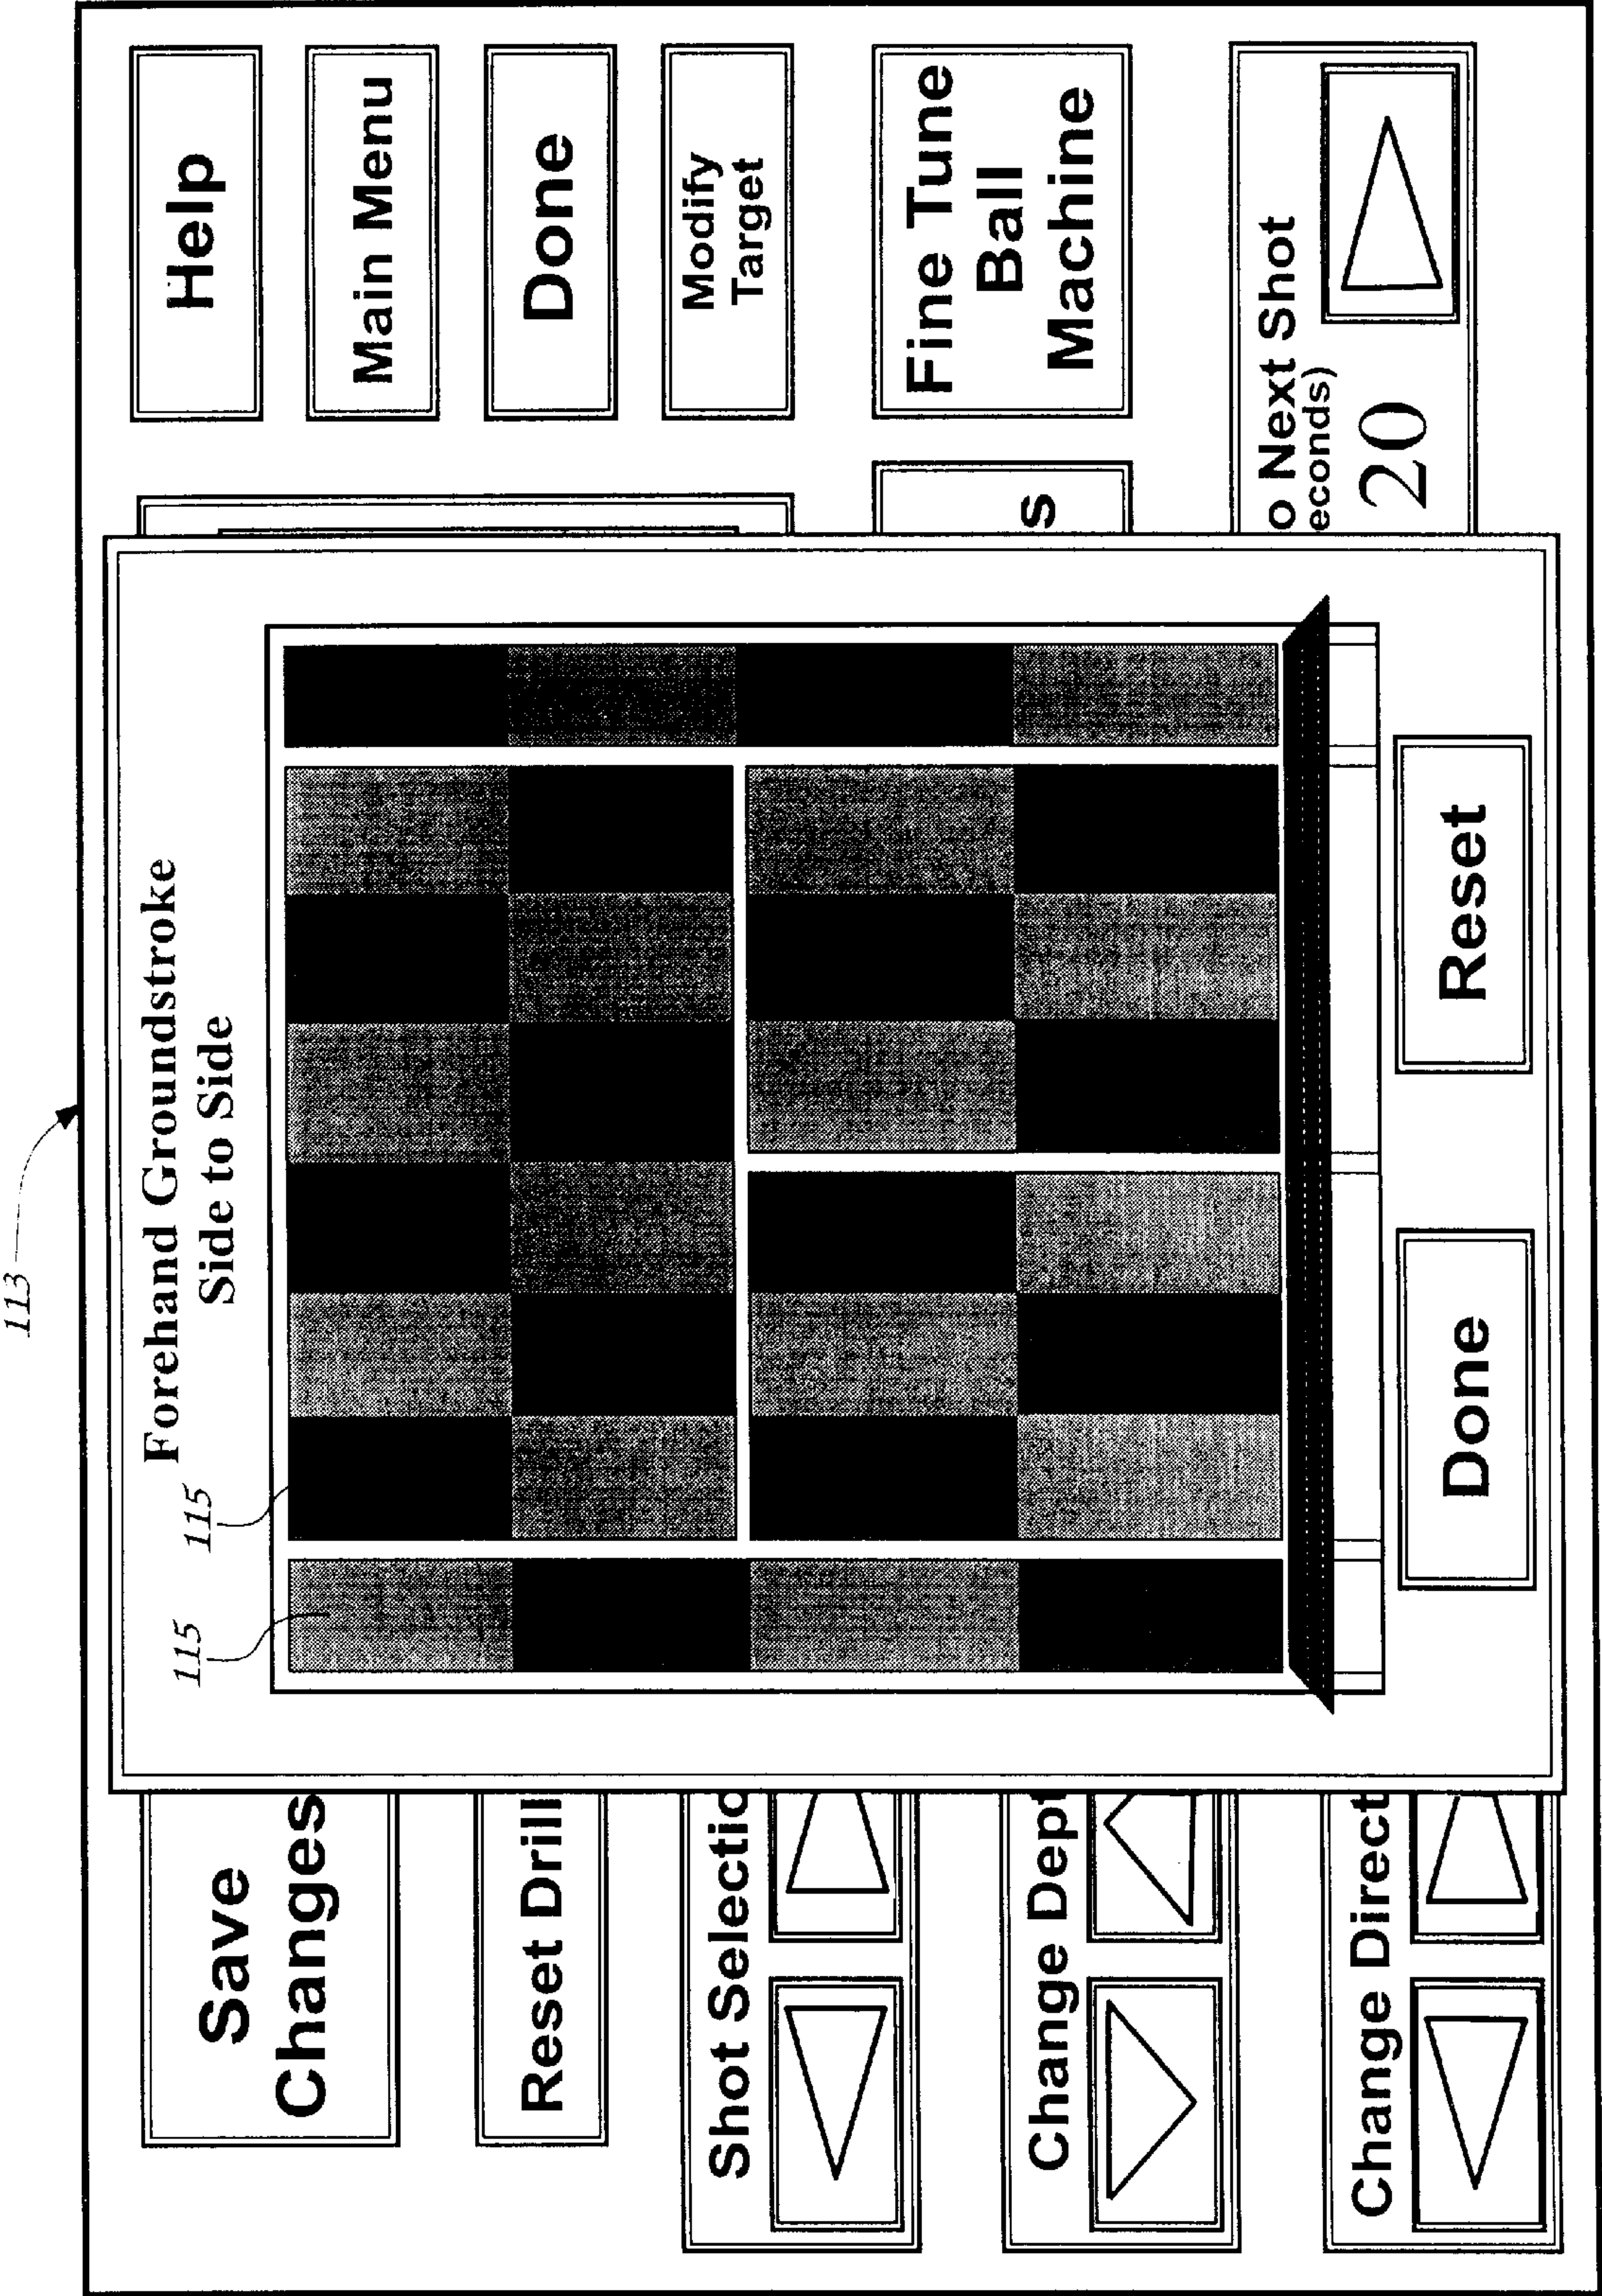 113
Save
Changes
Reset Drill
Shot Selectio
Change Dept
Change Direct
Forehand Groundstroke
Side to Side
115
115
Done
Reset
Help
Main Menu
Done
Modify
Target
Fine Tune
Ball
Machine
s
o Next Shot
econds)
20